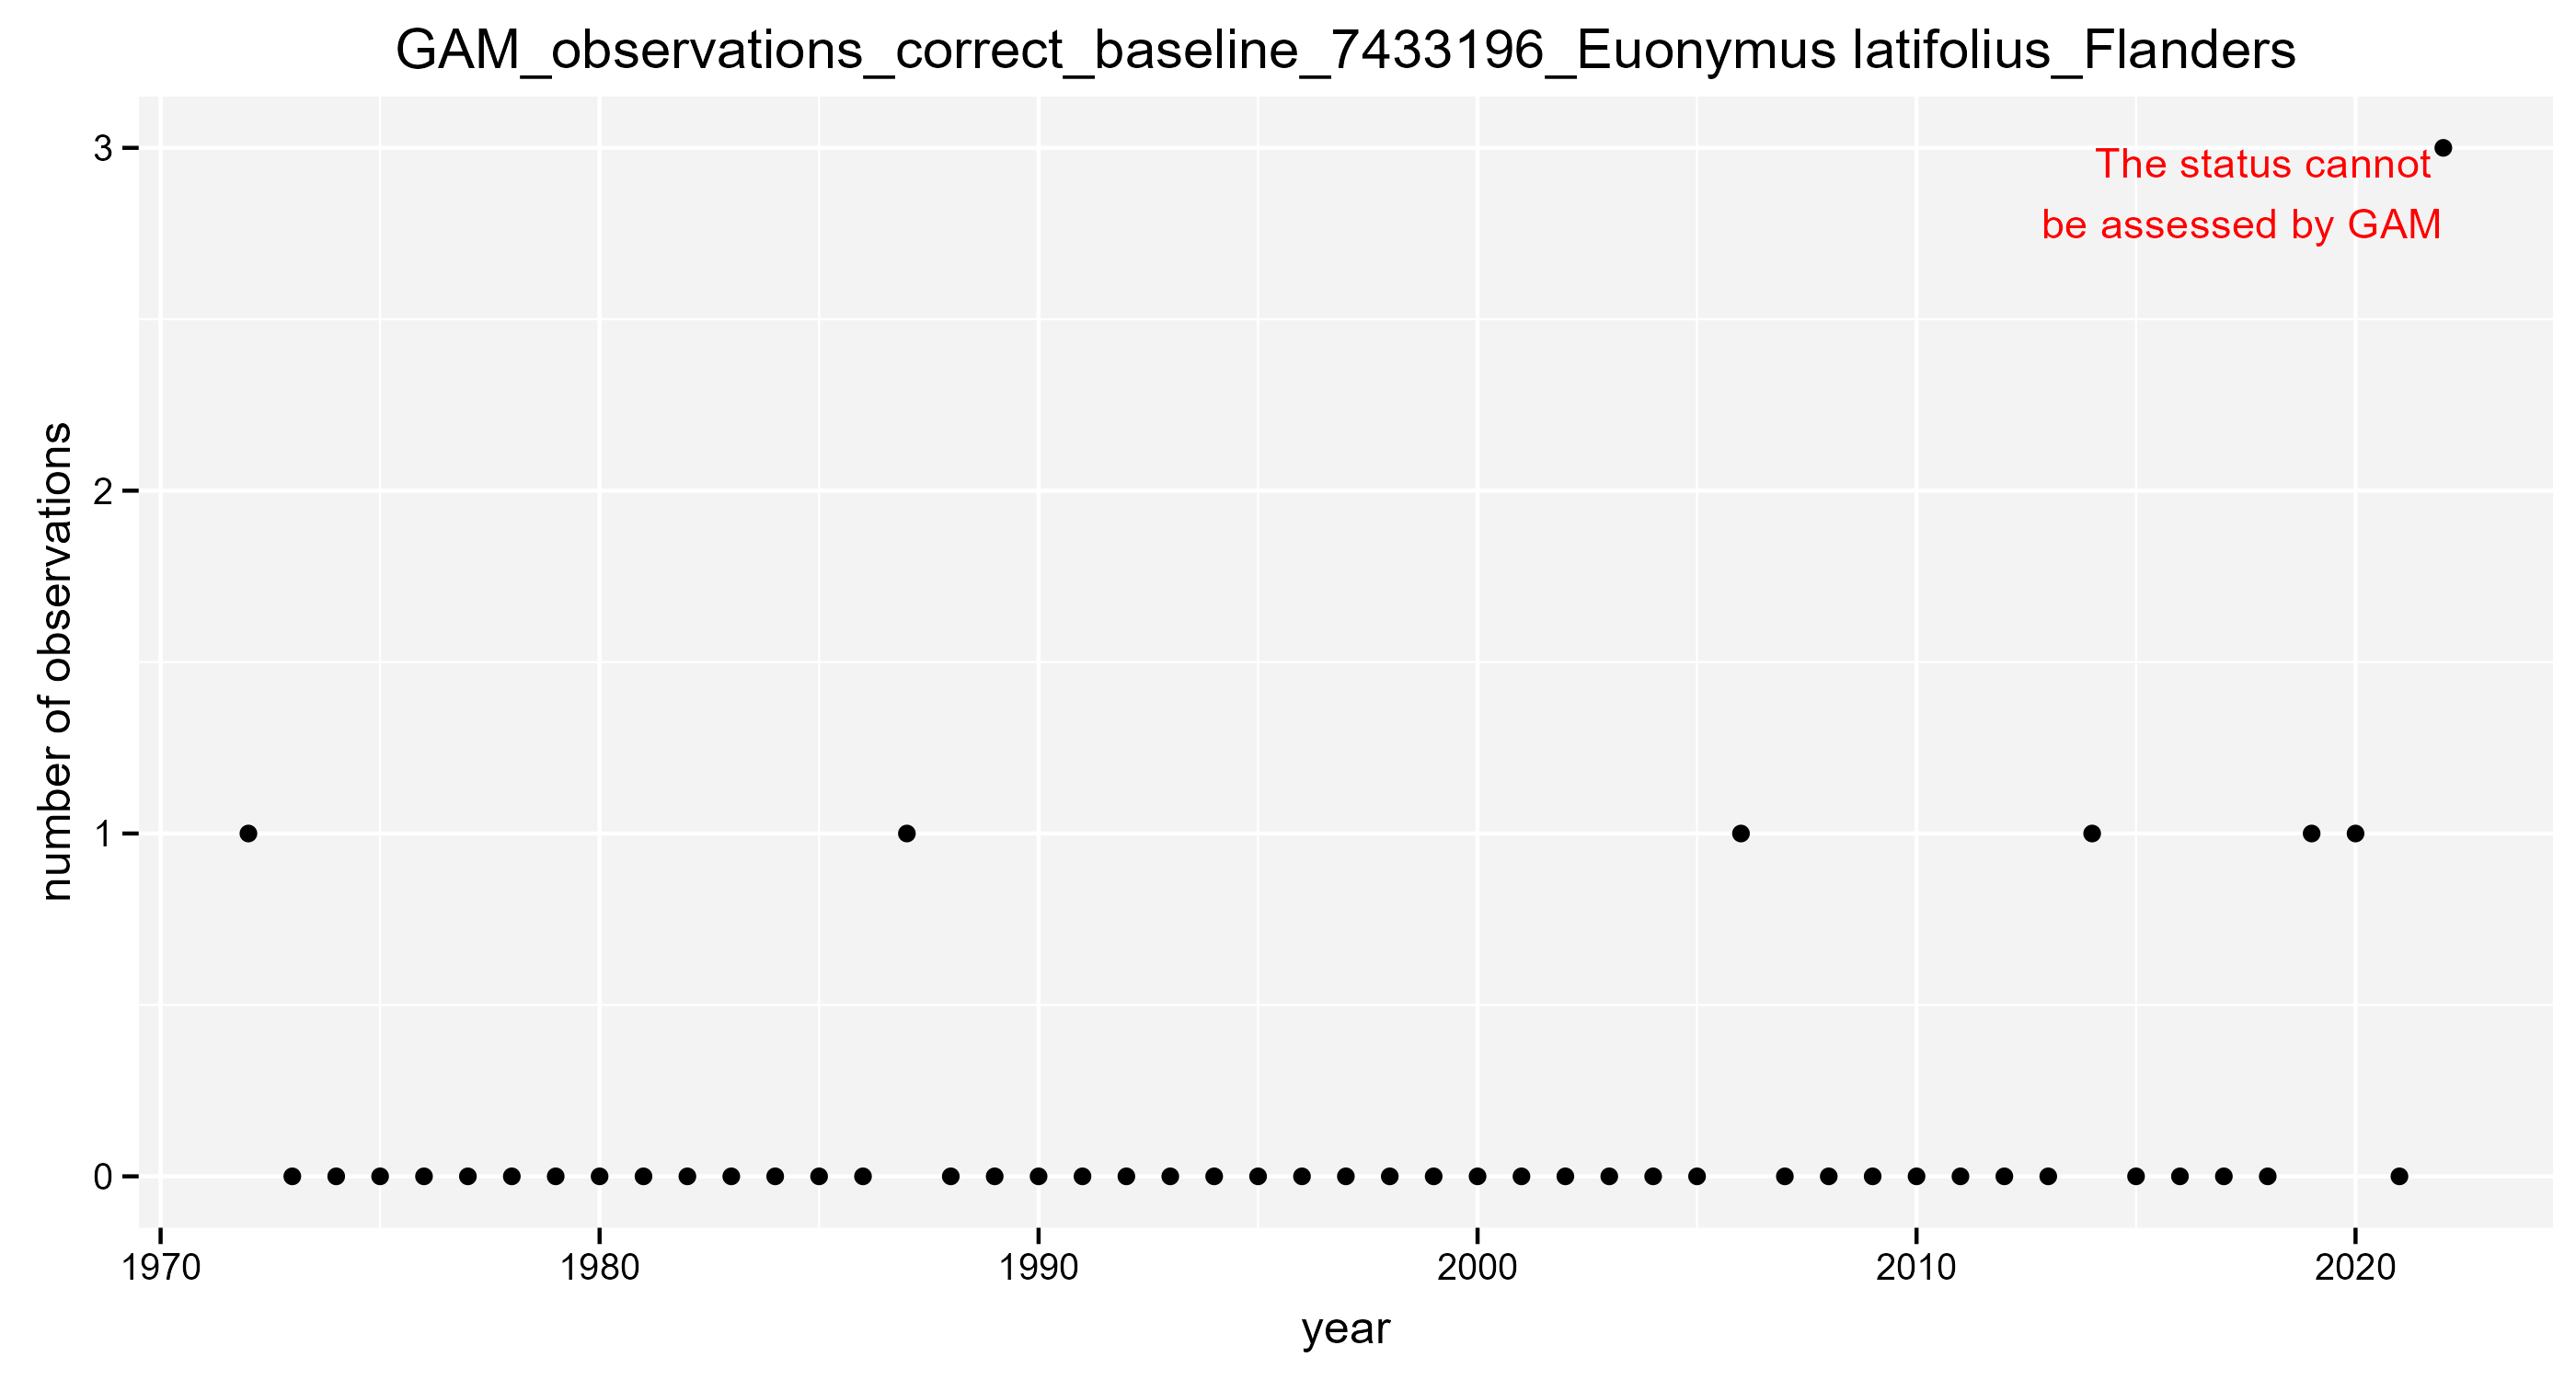 GAM_observations_correct_baseline_7433196_Euonymus latifolius_Flanders
3
The status cannot
be assessed by GAM
2
number of observations
1
0
1970 1980 1990 2000 2010 2020
year